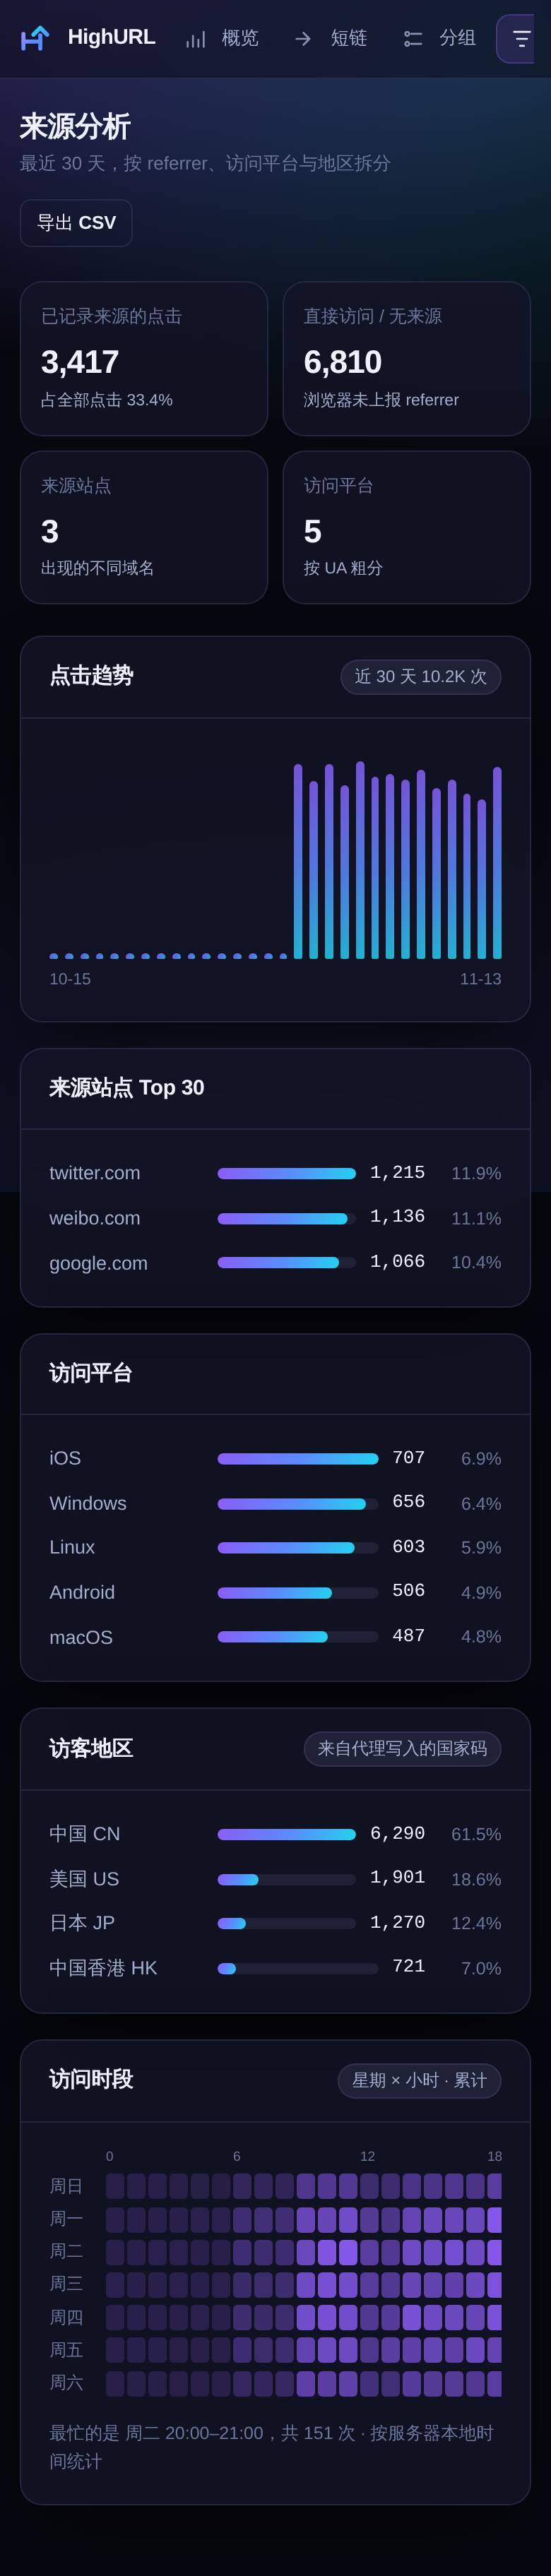 HighURL 概览 短链 分组
来源分析
最近 30 天，按 referrer、访问平台与地区拆分
导出 CSV
已记录来源的点击
3,417
占全部点击 33.4%
直接访问 / 无来源
6,810
浏览器未上报 referrer
来源站点
3
出现的不同域名
访问平台
5
按 UA 粗分
点击趋势 近 30 天 10.2K 次
10-15 11-13
来源站点 Top 30
twitter.com 1,215 11.9%
weibo.com 1,136 11.1%
google.com 1,066 10.4%
访问平台
iOS 707 6.9%
Windows 656 6.4%
Linux 603 5.9%
Android 506 4.9%
macOS 487 4.8%
访客地区 来自代理写入的国家码
中国 CN 6,290 61.5%
美国 US 1,901 18.6%
日本 JP 1,270 12.4%
中国香港 HK 721 7.0%
访问时段 星期 × 小时 · 累计
0 6 12 18
周日
周一
周二
周三
周四
周五
周六
最忙的是 周二 20:00–21:00，共 151 次 · 按服务器本地时
间统计